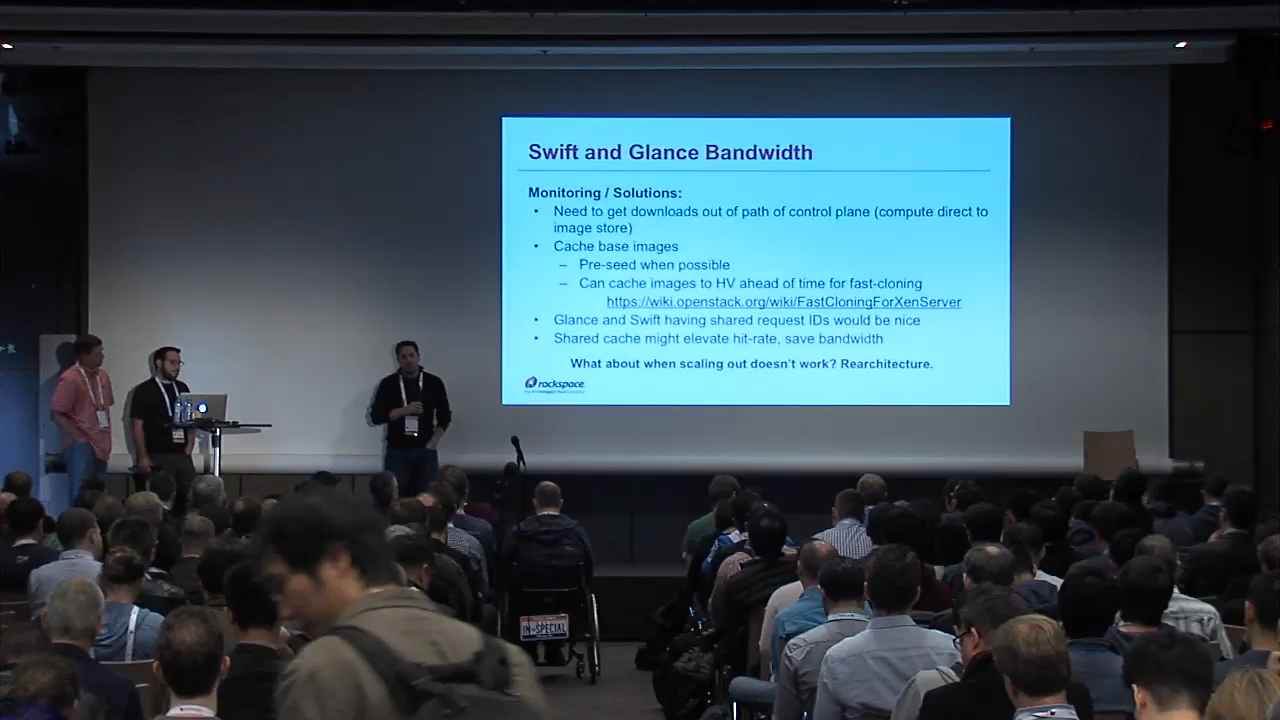 Swift and Glance Bandwidth
Monitoring / Solutions:
• Need to get downloads out of path of control plane (compute direct to
image store)
• Cache base images
– Pre-seed when possible
– Can cache images to HV ahead of time for fast-cloning
https://wiki.openstack.org/wiki/FastCloningForXenServer
• Glance and Swift having shared request IDs would be nice
• Shared cache might elevate hit-rate, save bandwidth
What about when scaling out doesn't work? Rearchitecture.
rockspace
IN-SPECIAL